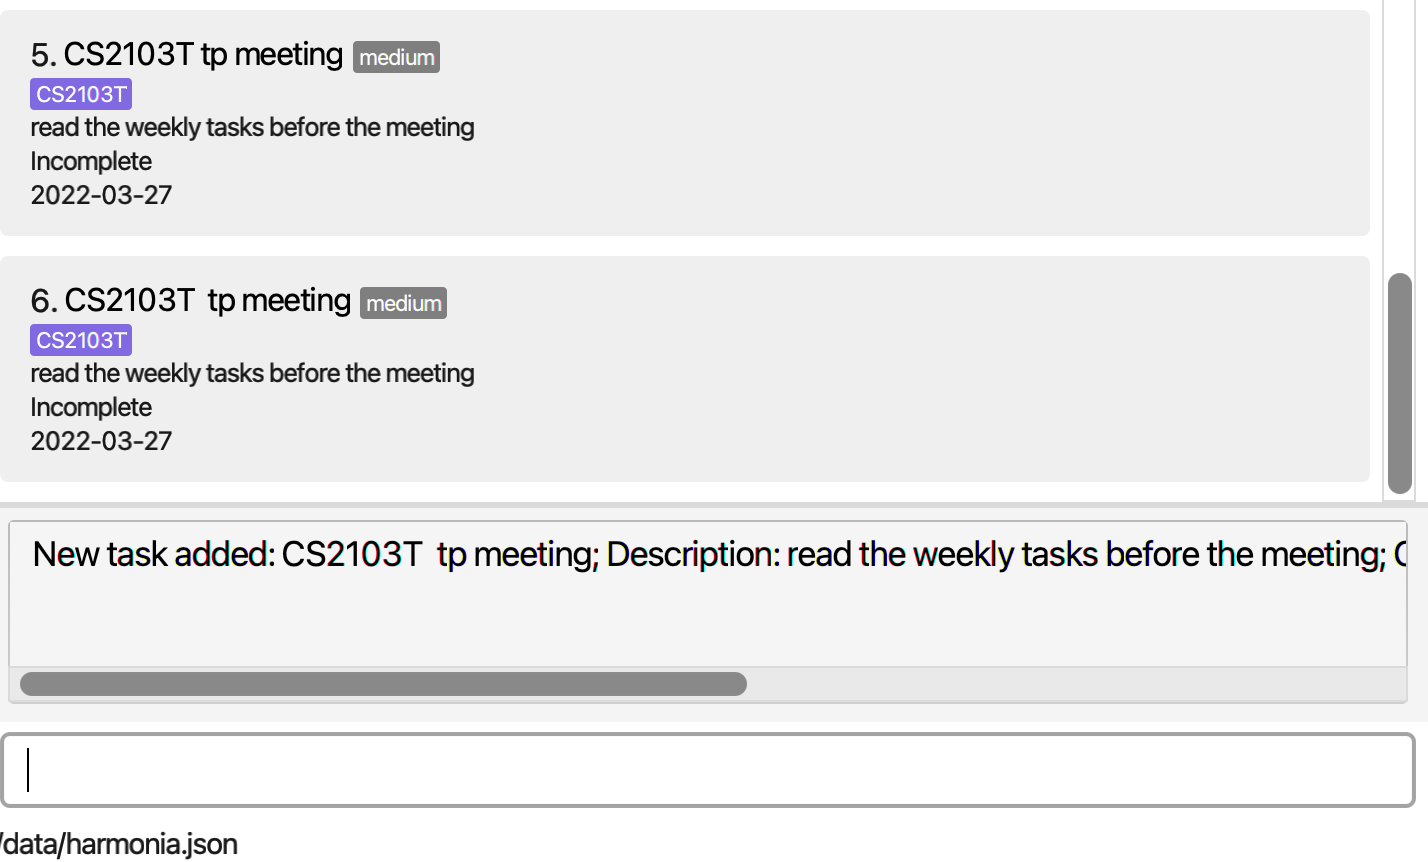 5. CS2103T tp meeting medium
CS2103T
read the weekly tasks before the meeting
Incomplete
2022-03-27
6. CS2103T  tp meeting medium
CS2103T
read the weekly tasks before the meeting
Incomplete
2022-03-27
New task added: CS2103T  tp meeting; Description: read the weekly tasks before the meeting;
/data/harmonia.json